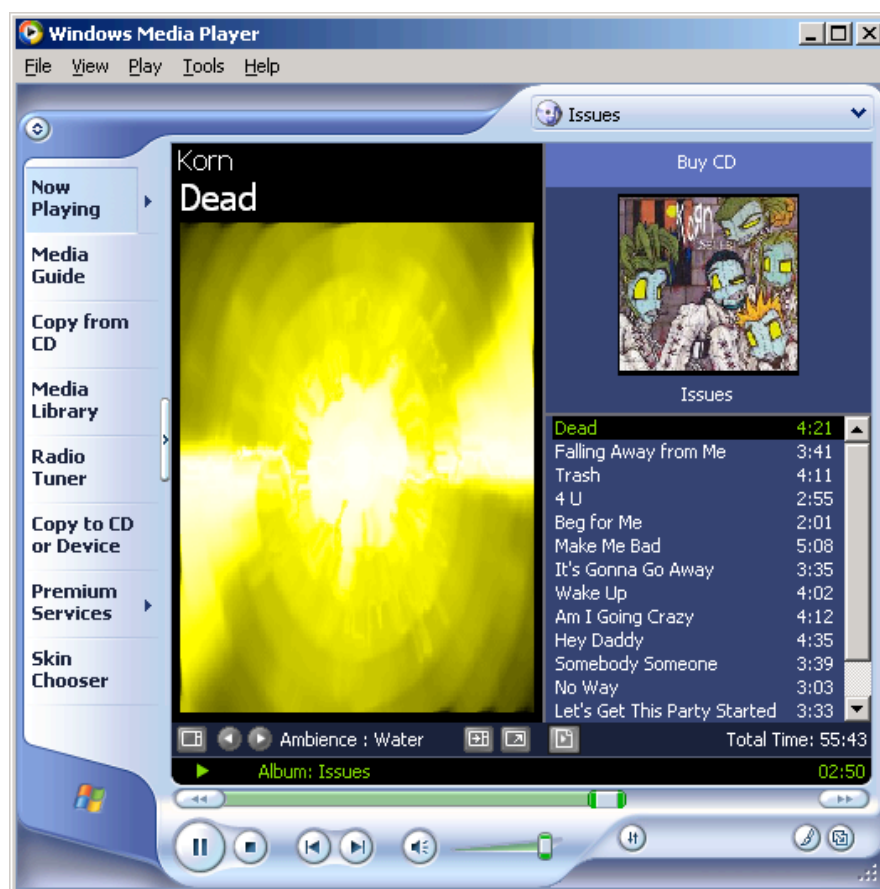 Windows Media Player
File View Play Tools Help
Issues
Now
Playing
Media
Guide
Copy from
CD
Media
Library
Radio
Tuner
Copy to CD
or Device
Premium
Services
Skin
Chooser
Korn
Dead
Buy CD
KoRn
Issues
Dead 4:21
Falling Away from Me 3:41
Trash 4:11
4 U 2:55
Beg for Me 2:01
Make Me Bad 5:08
It's Gonna Go Away 3:35
Wake Up 4:02
Am I Going Crazy 4:12
Hey Daddy 4:35
Somebody Someone 3:39
No Way 3:03
Let's Get This Party Started 3:33
Ambience : Water
Total Time: 55:43
Album: Issues 02:50